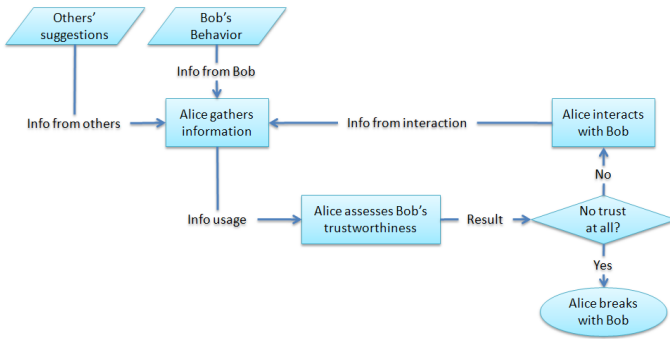 Others'
suggestions
Bob's
Behavior
Info from Bob
Info from others
Alice gathers
information
Info from interaction
Alice interacts
with Bob
No
Info usage
Alice assesses Bob's
trustworthiness
Result
No trust
at all?
Yes
Alice breaks
with Bob